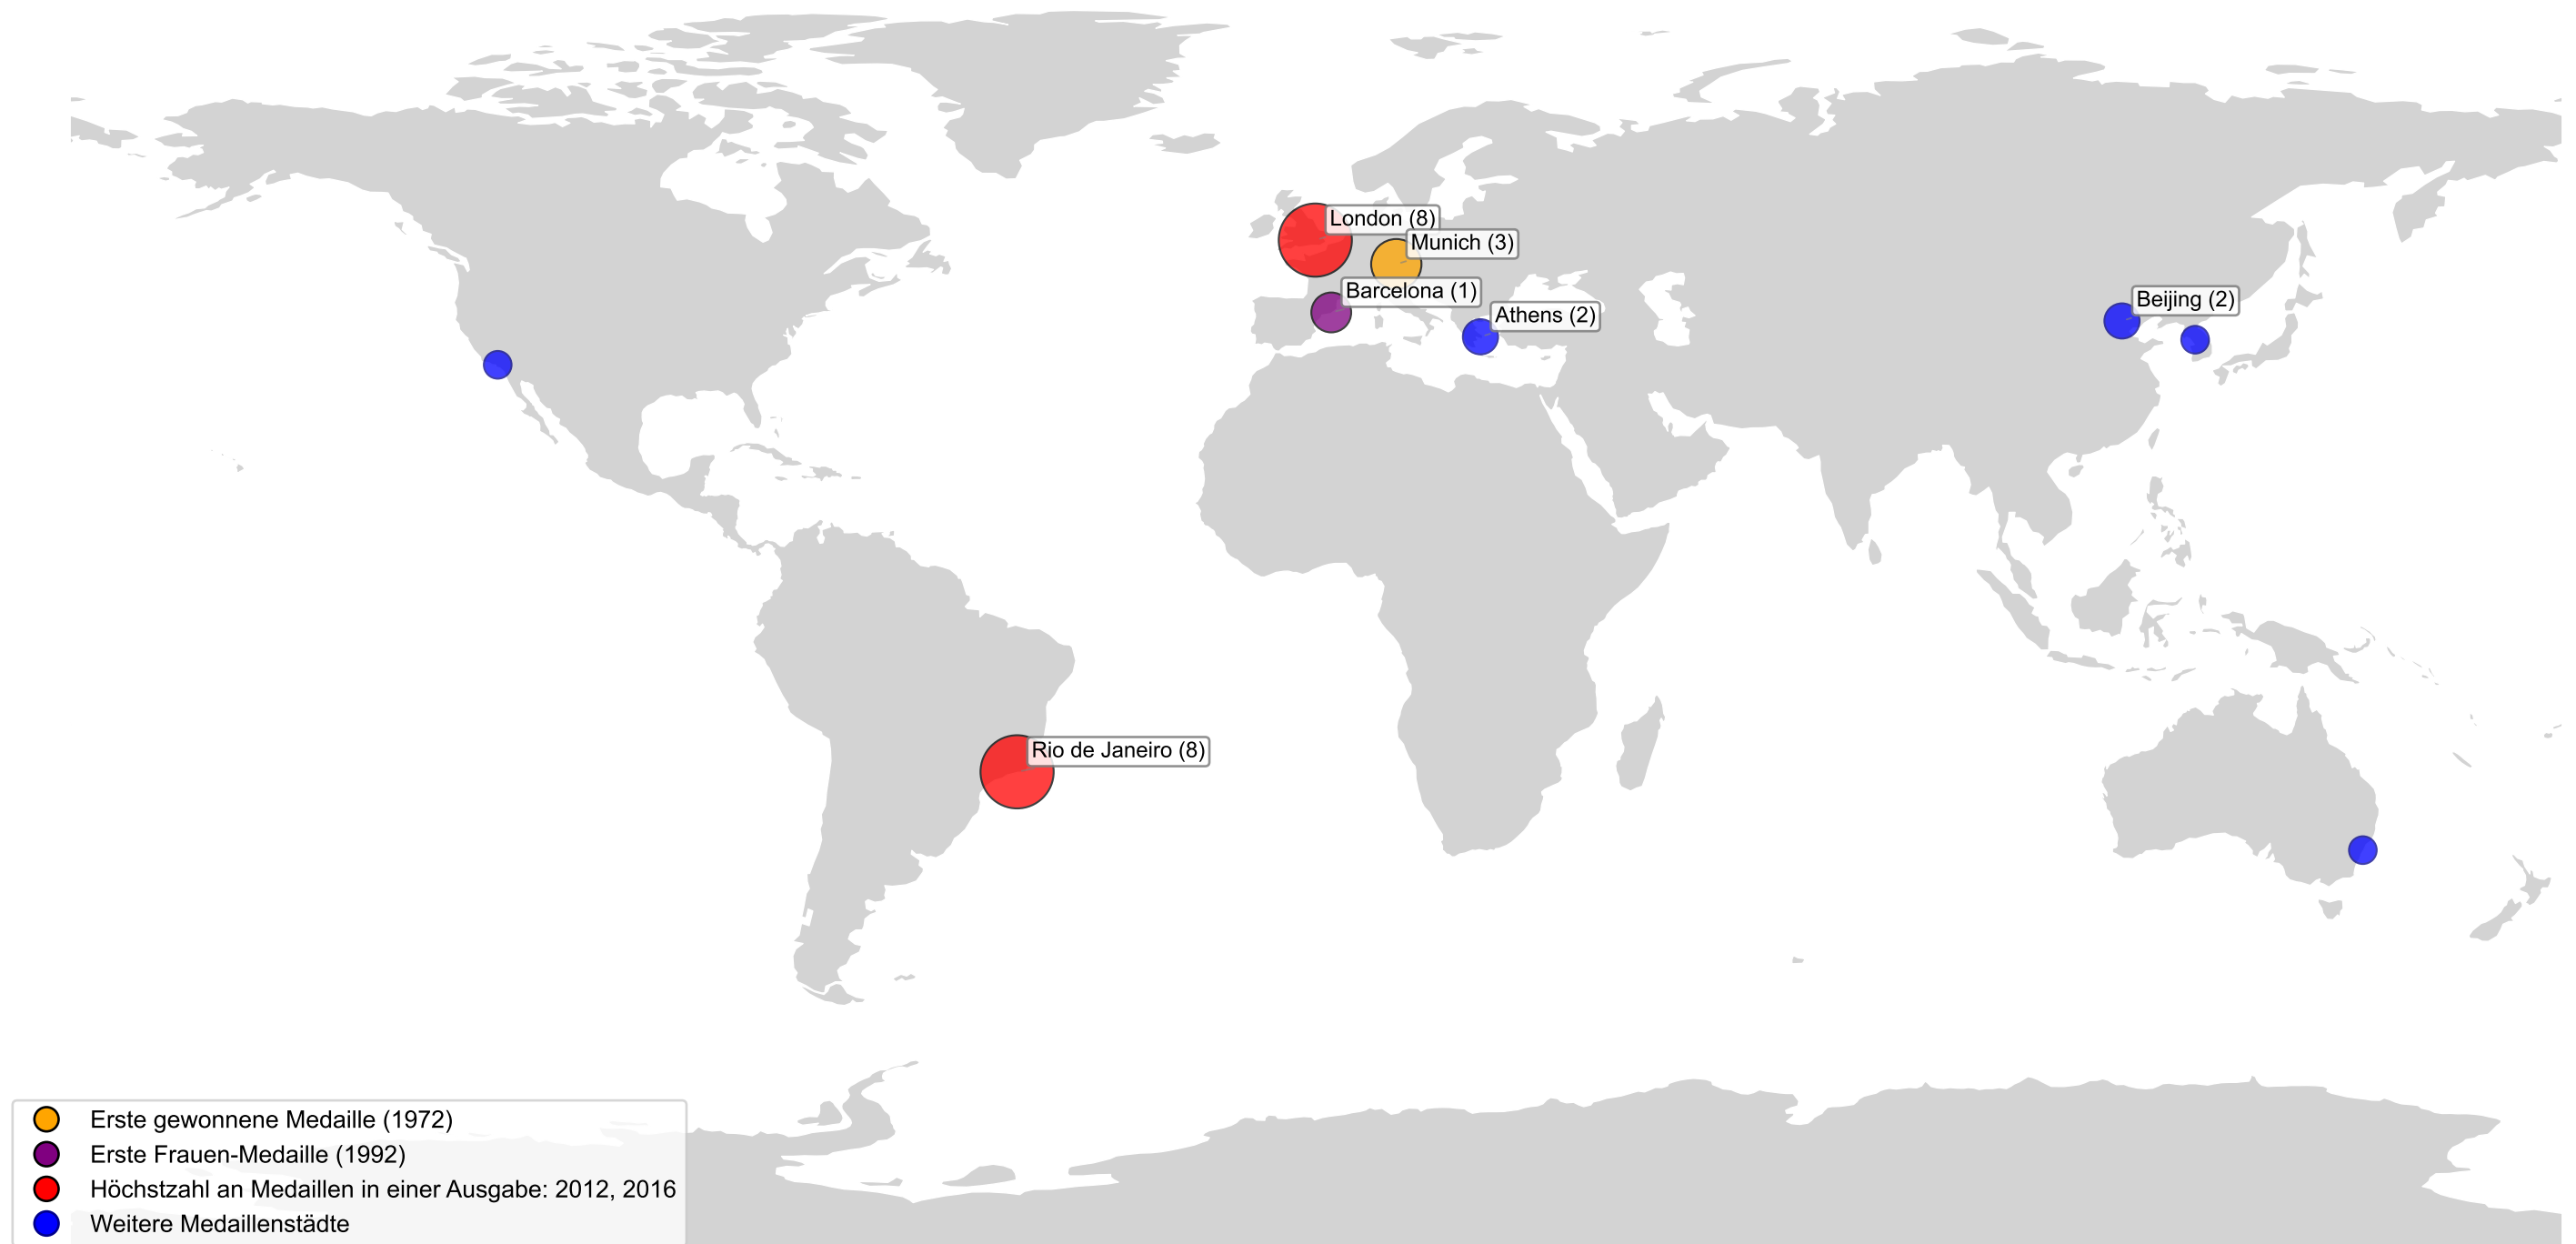 London (8)
Munich (3)
Barcelona (1)
Athens (2)
Beijing (2)
Rio de Janeiro (8)
Erste gewonnene Medaille (1972)
Erste Frauen-Medaille (1992)
Höchstzahl an Medaillen in einer Ausgabe: 2012, 2016
Weitere Medaillenstädte